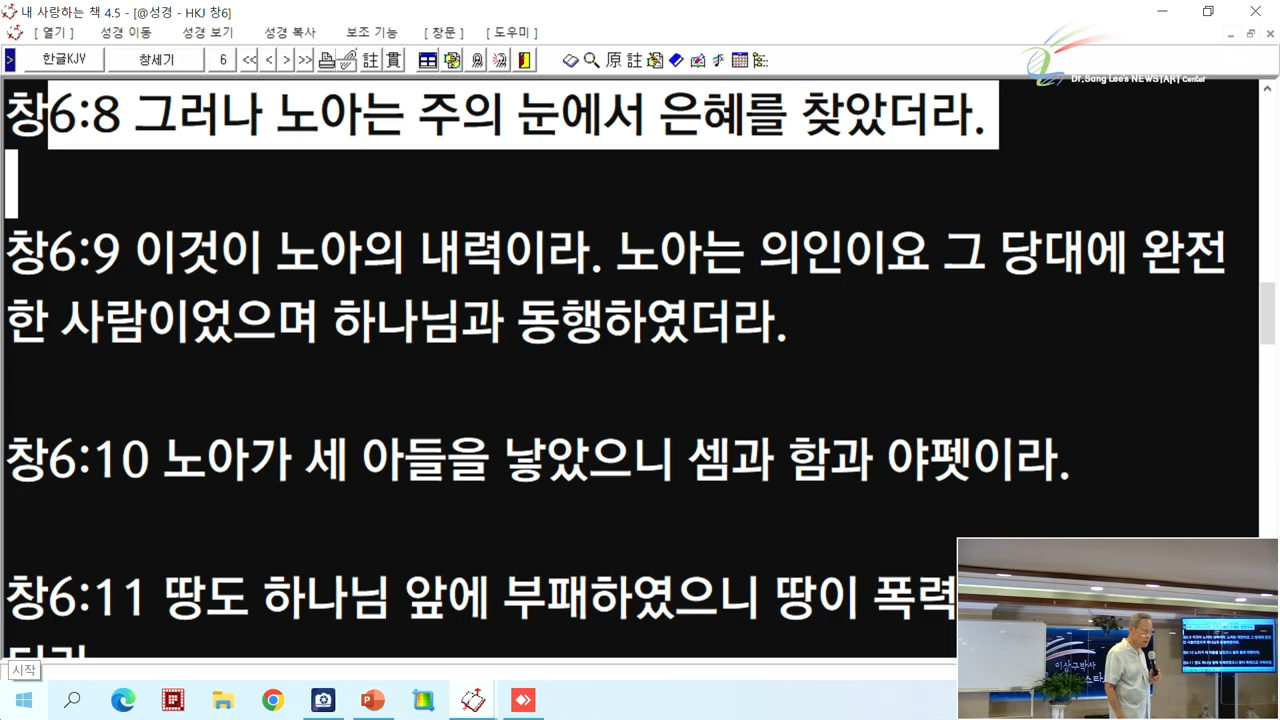 내 사랑하는 책 4.5 - [@성경 - HKJ 창6]
[ 열기 ] 성경 이동 성경 보기 성경 복사 보조 기능 [ 창문 ] [ 도우미 ]
> 한글KJV 창세기 6 << < > >> 註 貫 原 註
Dr.Sang Lee's NEWSTART Center
창6:8 그러나 노아는 주의 눈에서 은혜를 찾았더라.
창6:9 이것이 노아의 내력이라. 노아는 의인이요 그 당대에 완전
한 사람이었으며 하나님과 동행하였더라.
창6:10 노아가 세 아들을 낳았으니 셈과 함과 야펫이라.
창6:11 땅도 하나님 앞에 부패하였으니 땅이 폭력
시작
이상구박사